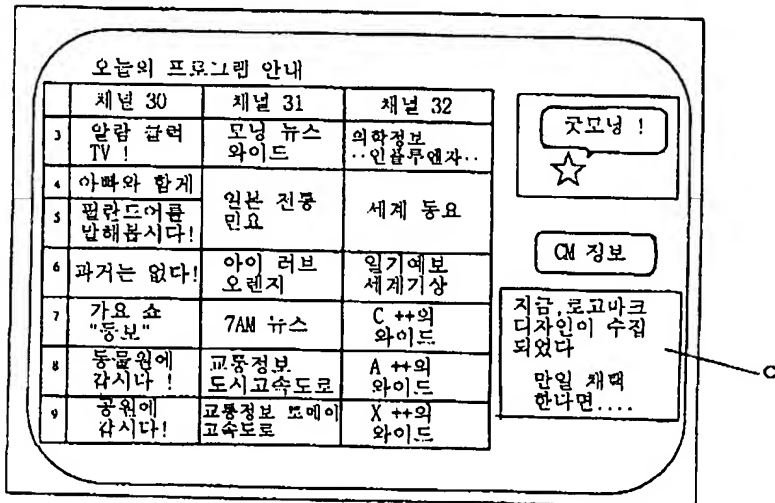 오늘의 프로그램 안내
채널 30 채널 31 채널 32
3 알람 클럭 TV ! 모닝 뉴스 와이드 의학정보 ‥인플루엔자‥
4 아빠와 함께 일본 전통 민요 세계 동요
5 핀란드어를 말해봅시다!
6 과거는 없다! 아이 러브 오렌지 일기예보 세계기상
7 가요 쇼 "등보" 7AM 뉴스 C ++의 와이드
8 동물원에 갑시다 ! 교통정보 도시고속도로 A ++의 와이드
9 공원에 갑시다! 교통정보 도메이 고속도로 X ++의 와이드
굿모닝 !
CM 정보
지금,로고마크
디자인이 수집
되었다
만일 채택
한다면....
C